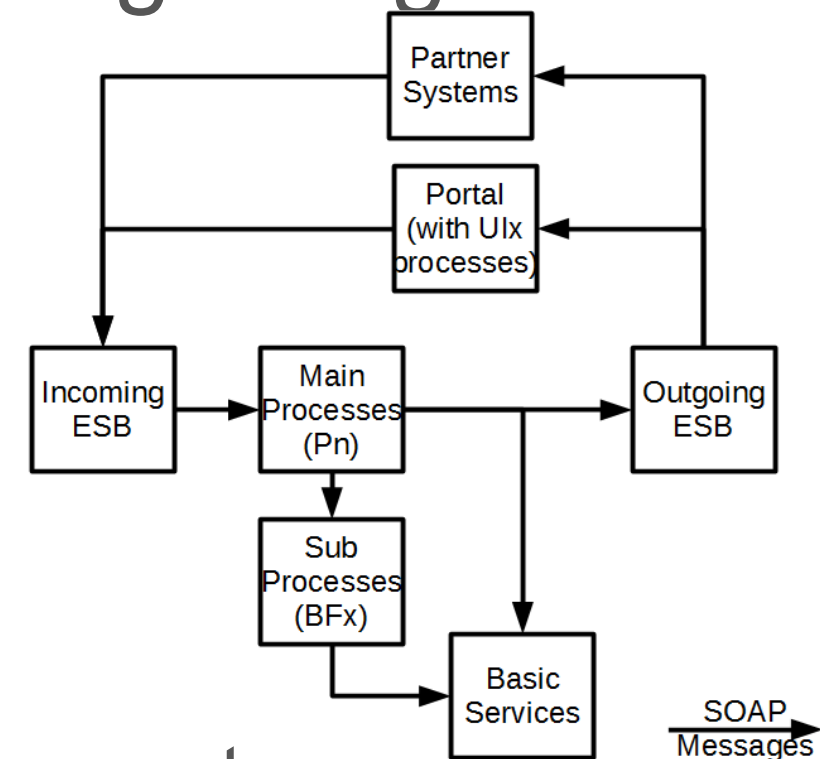 Partner
Systems
Portal
(with UIx
processes)
Incoming
ESB
Main
Processes
(Pn)
Outgoing
ESB
Sub
Processes
(BFx)
Basic
Services
SOAP
Messages